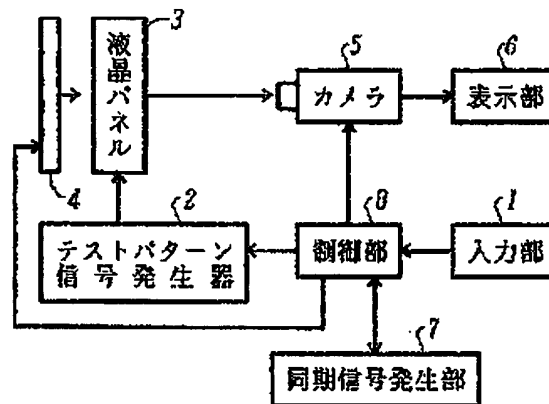 3
液晶パネル
4
5
カメラ
6
表示部
2
テストパターン
信号発生器
8
制御部
1
入力部
7
同期信号発生部